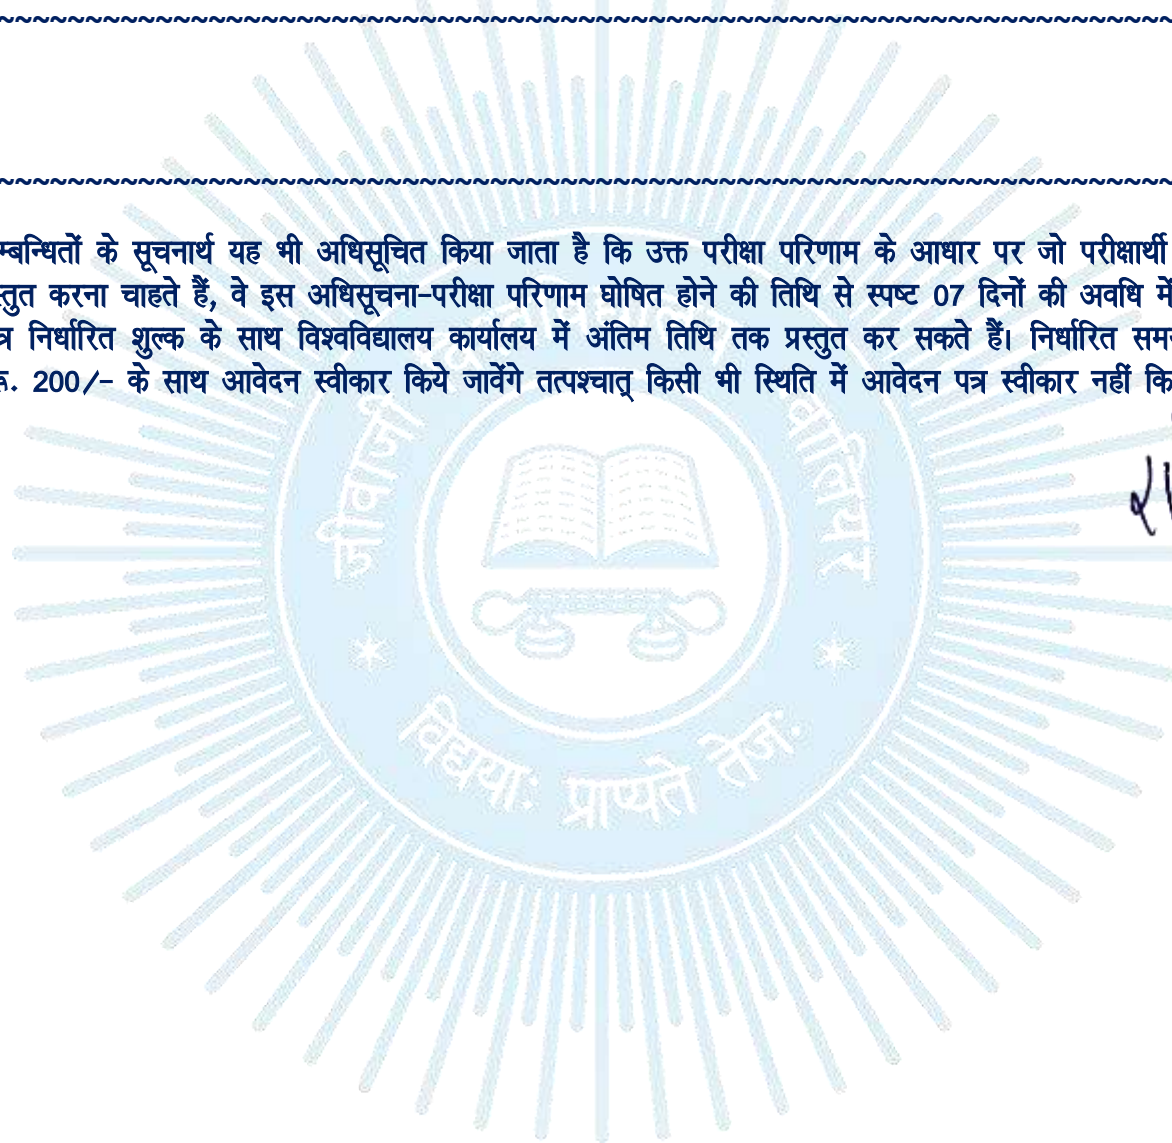 ~~~~~~~~~~~~~~~~~~~~~~~~~~~~~~~~~~~~~~~~~~~~~~~~~~~~~~~~~~~~~~~~~~~~~~
~~~~~~~~~~~~~~~~~~~~~~~~~~~~~~~~~~~~~~~~~~~~~~~~~~~~~~~~~~~~~~~~~~~~~~
म्बन्धितों के सूचनार्थ यह भी अधिसूचित किया जाता है कि उक्त परीक्षा परिणाम के आधार पर जो परीक्षार्थी
स्तुत करना चाहते हैं, वे इस अधिसूचना-परीक्षा परिणाम घोषित होने की तिथि से स्पष्ट 07 दिनों की अवधि में
त्र निर्धारित शुल्क के साथ विश्वविद्यालय कार्यालय में अंतिम तिथि तक प्रस्तुत कर सकते हैं। निर्धारित सम
रू. 200/- के साथ आवेदन स्वीकार किये जावेंगे तत्पश्चात् किसी भी स्थिति में आवेदन पत्र स्वीकार नहीं कि
जीवाजी
वालियर
विद्यया: प्राप्यते तेज: